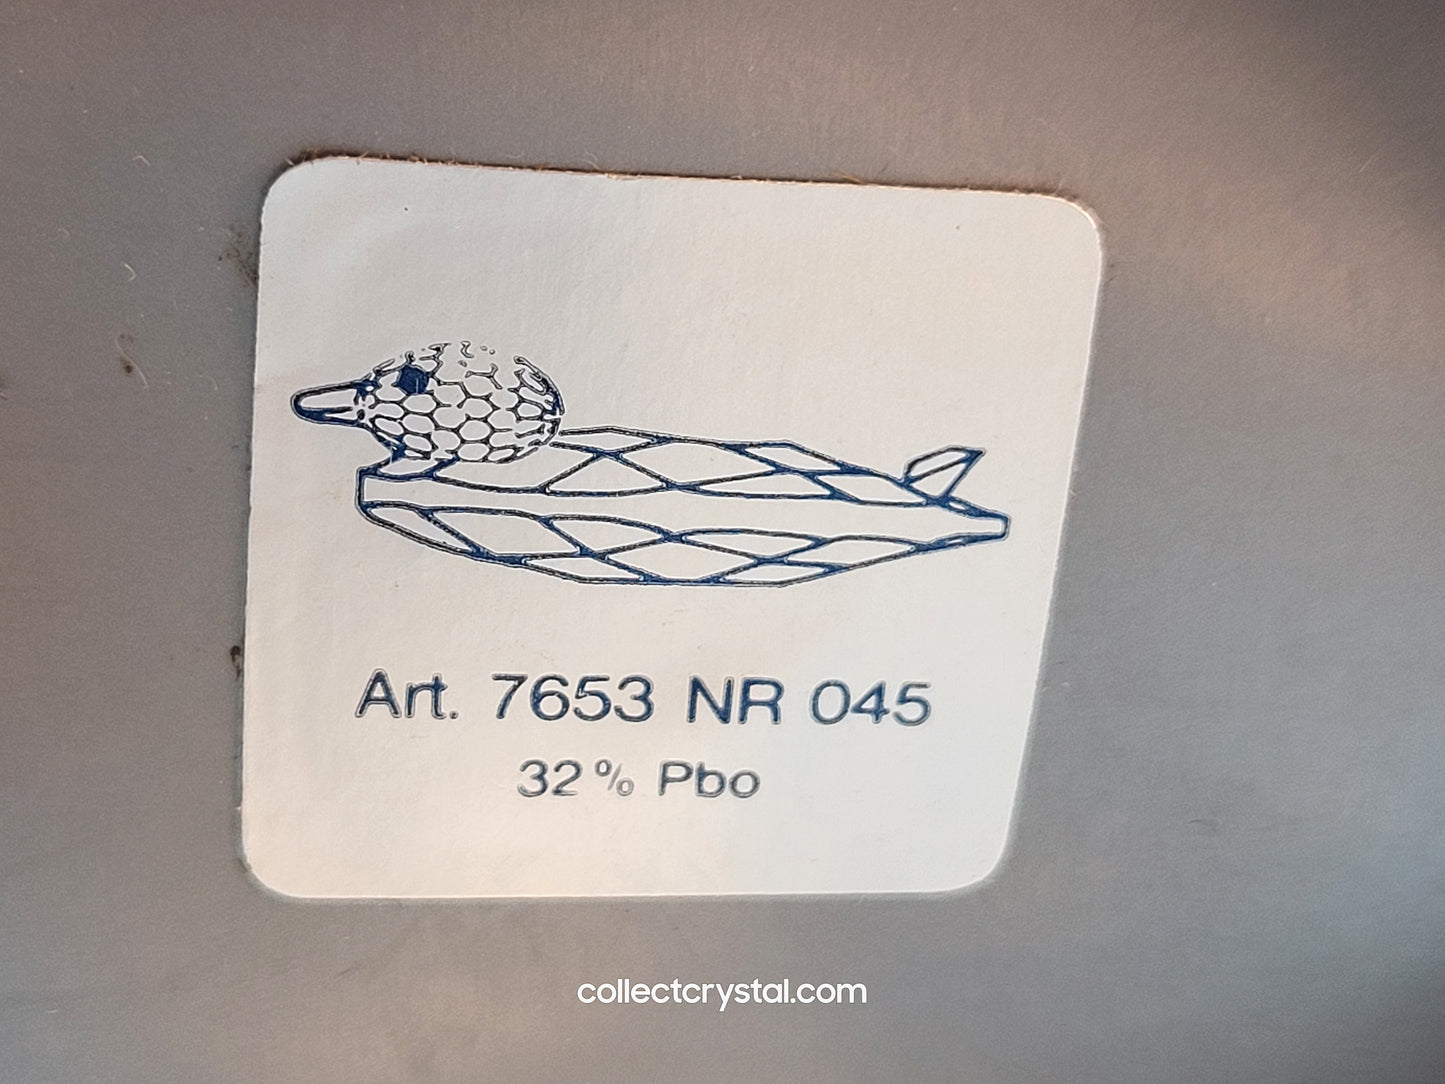 Art. 7653 NR 045
32% Pbo
collectcrystal.com